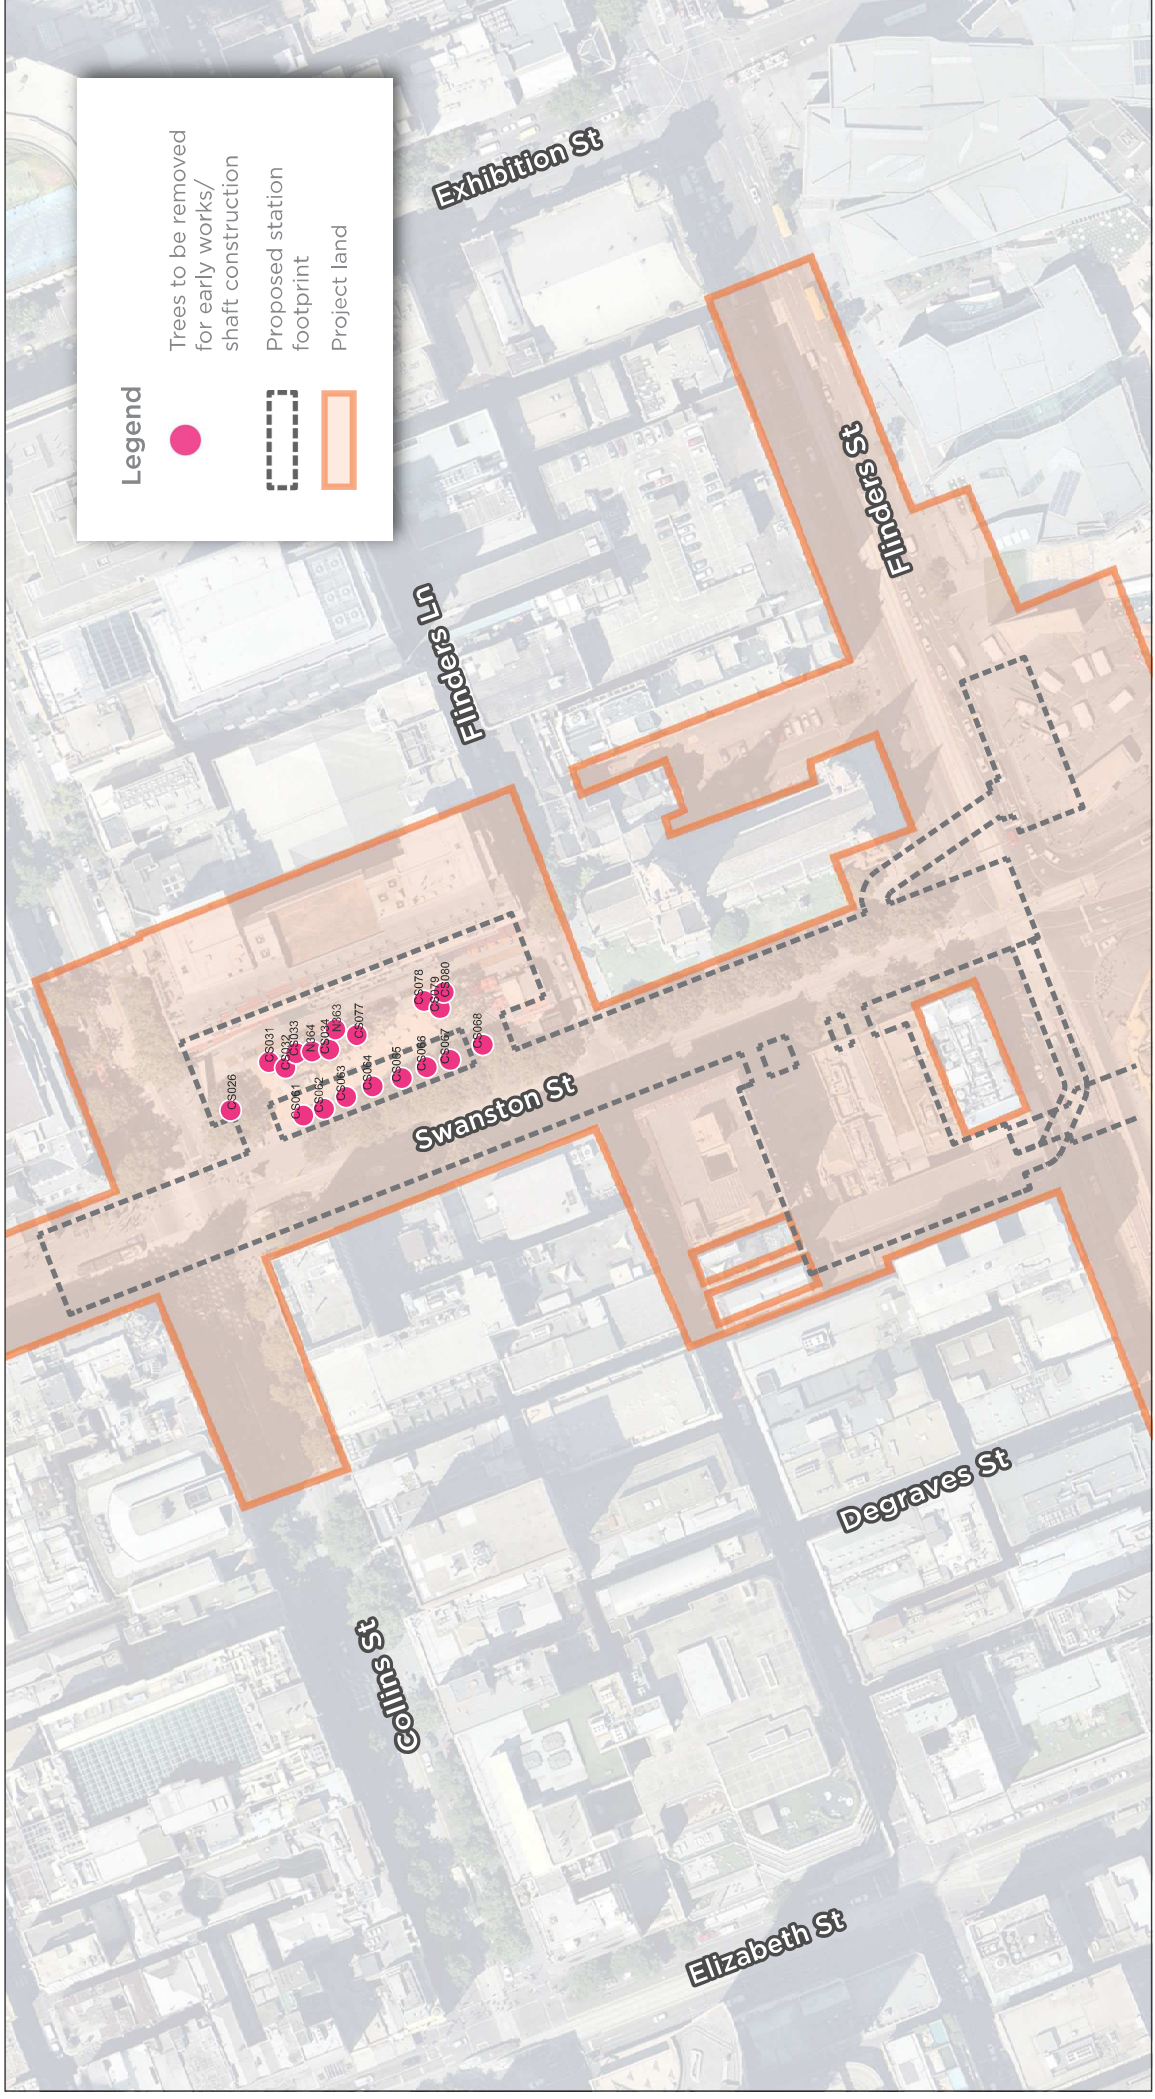 Legend
Trees to be removed
for early works/
shaft construction
Proposed station
footprint
Project land
Exhibition St
Flinders St
Flinders Ln
Swanston St
Collins St
Degraves St
Elizabeth St
CS026
CS031
CS032
CS033
N364
CS034
N363
CS077
CS061
CS062
CS063
CS064
CS065
CS066
CS067
CS068
CS078
CS079
CS080